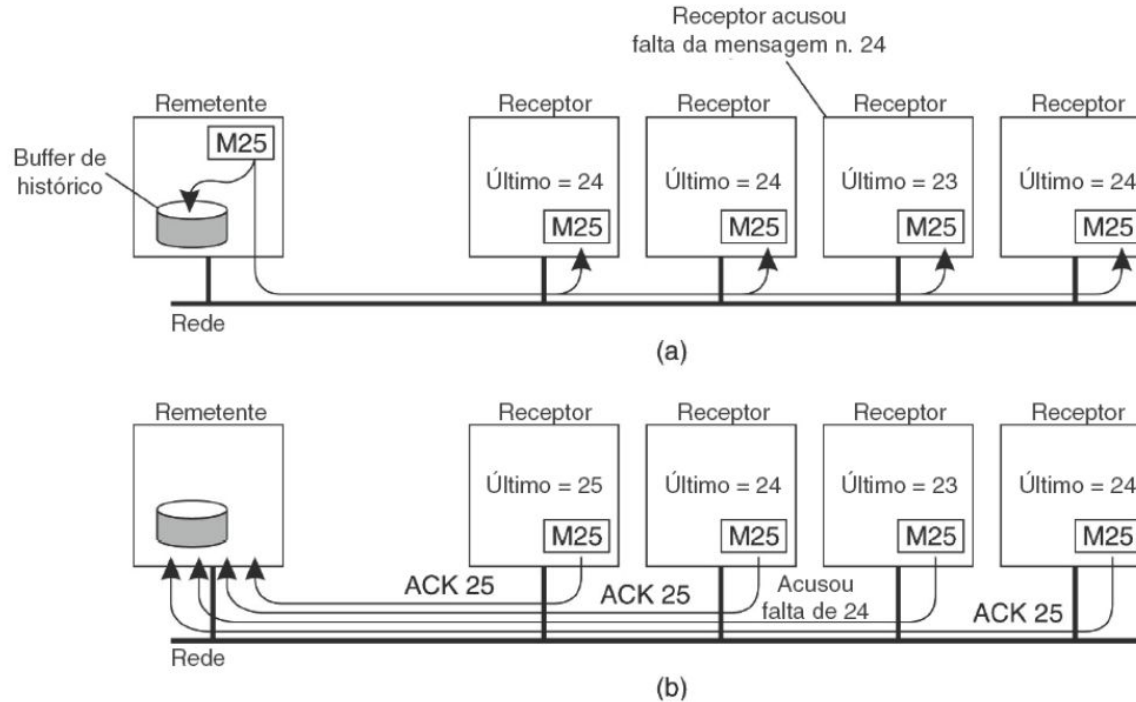 Receptor acusou
falta da mensagem n. 24
Remetente
Receptor
Receptor
Receptor
Receptor
M25
Buffer de
histórico
Último = 24
Último = 24
Último = 23
Último = 24
M25
M25
M25
M25
Rede
(a)
Remetente
Receptor
Receptor
Receptor
Receptor
Último = 25
Último = 24
Último = 23
Último = 24
M25
M25
M25
M25
ACK 25
ACK 25
Acusou
falta de 24
ACK 25
Rede
(b)